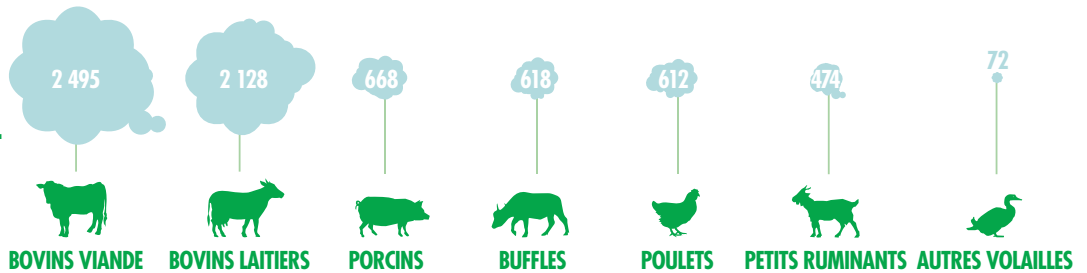 2 495
2 128
668
618
612
474
72
BOVINS VIANDE
BOVINS LAITIERS
PORCINS
BUFFLES
POULETS
PETITS RUMINANTS
AUTRES VOLAILLES